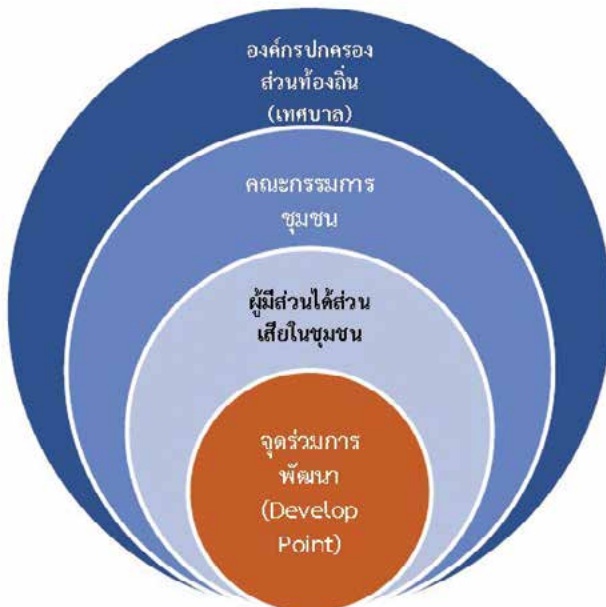 องค์กรปกครอง
ส่วนท้องถิ่น
(เทศบาล)
คณะกรรมการ
ชุมชน
ผู้มีส่วนได้ส่วน
เสียในชุมชน
จุดร่วมการ
พัฒนา
(Develop
Point)